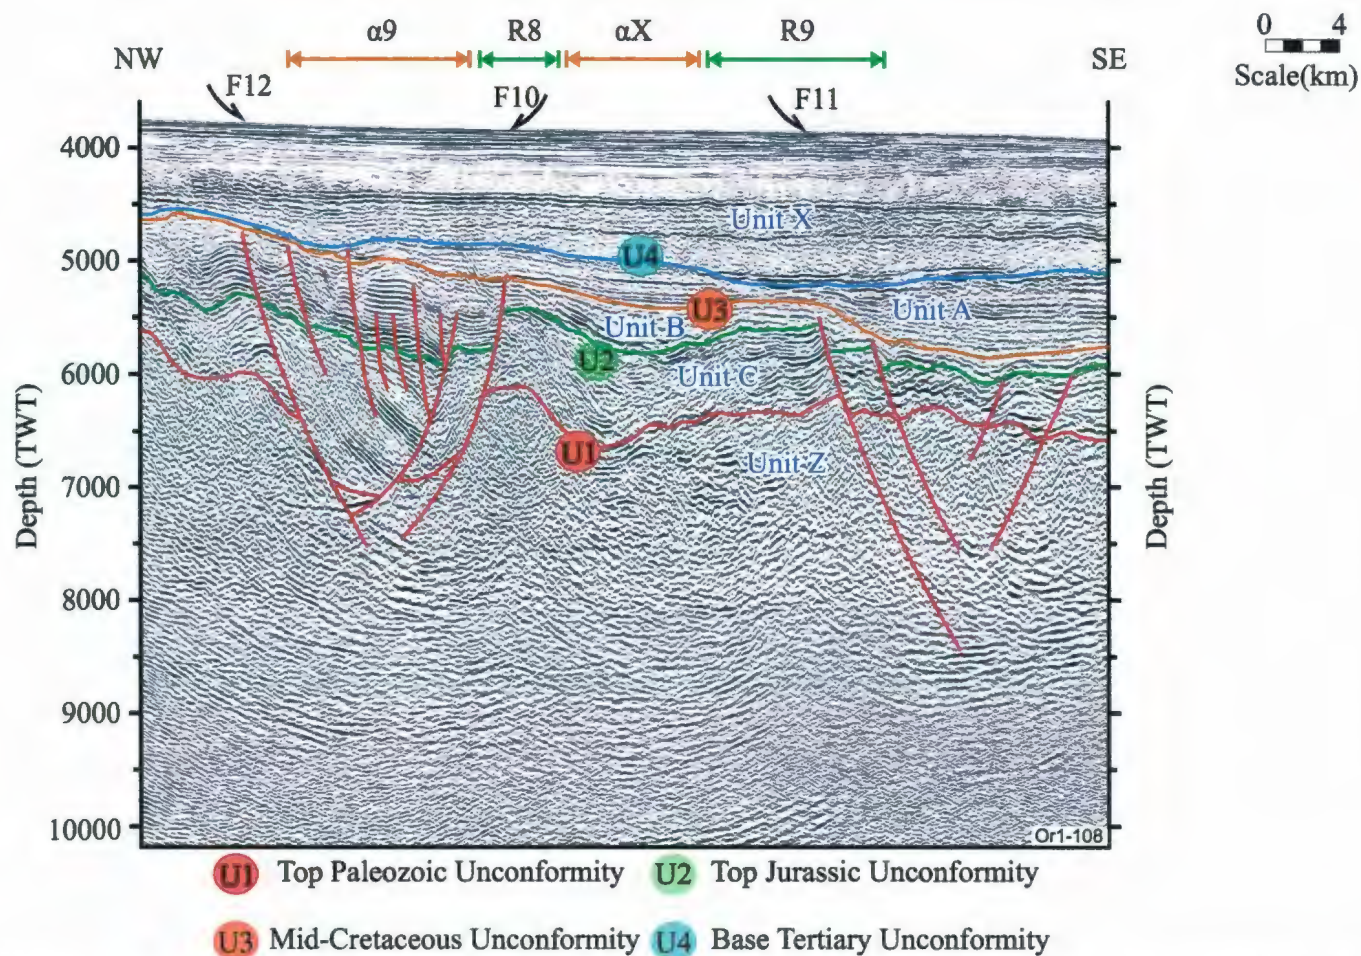 α9 R8 αX R9
0 4
Scale(km)
NW SE
F12 F10 F11
4000
5000
6000
7000
8000
9000
10000
Depth (TWT)
Depth (TWT)
Unit X
U4
U3
Unit A
Unit B
U2
Unit C
U1
Unit Z
Or1-108
U1 Top Paleozoic Unconformity U2 Top Jurassic Unconformity
U3 Mid-Cretaceous Unconformity U4 Base Tertiary Unconformity